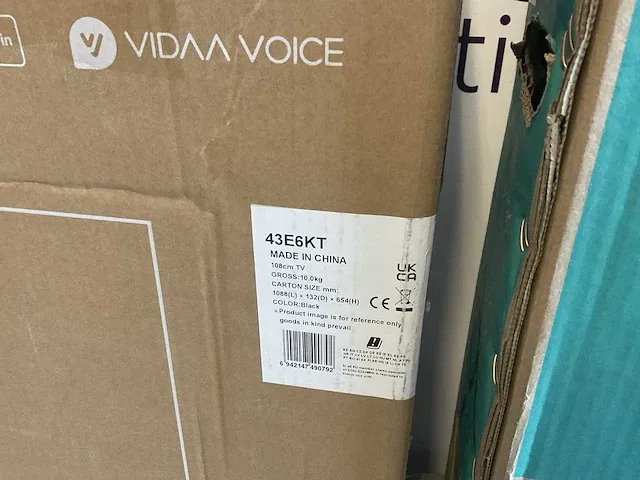 in
VIDAA VOICE
ti
43E6KT
MADE IN CHINA
108cm TV
GROSS:10.0kg
CARTON SIZE mm:
1088(L) × 132(D) × 654(H)
COLOR:Black
*Product image is for reference only
goods in kind prevail
UK
CA
CE
6 942147 490792